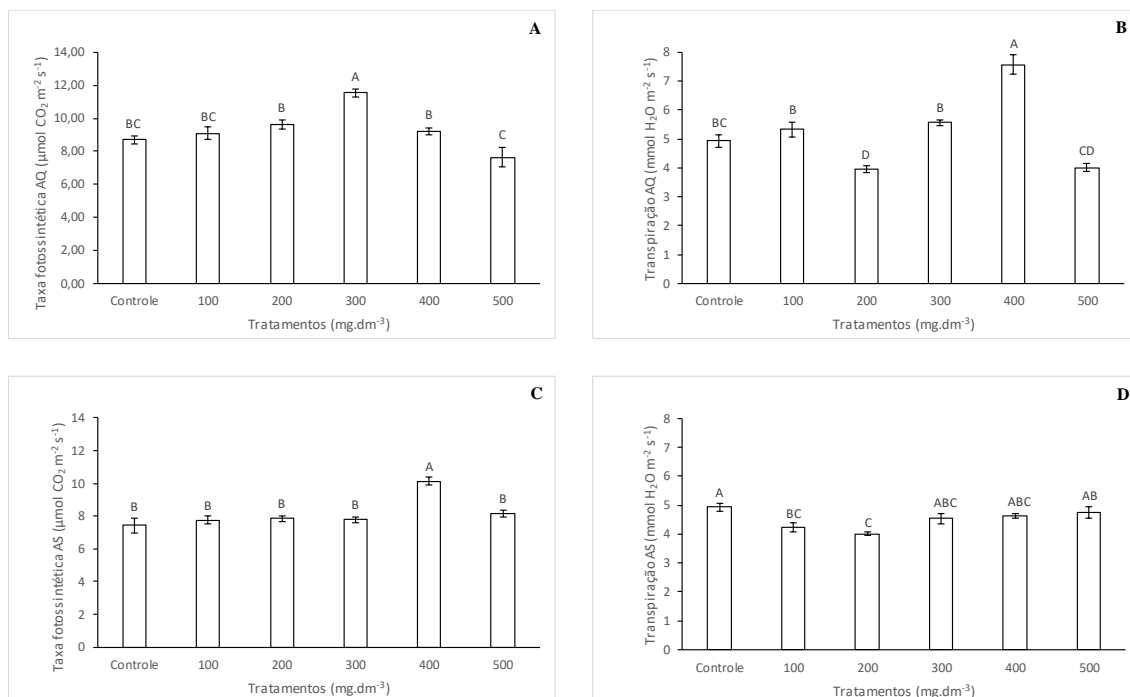 A
Taxa fotossintética AQ (µmol CO₂ m⁻² s⁻¹)
14,00
12,00
10,00
8,00
6,00
4,00
2,00
0,00
BC
BC
B
A
B
C
Controle 100 200 300 400 500
Tratamentos (mg.dm⁻³)
B
Transpiração AQ (mmol H₂O m⁻² s⁻¹)
8
7
6
5
4
3
2
1
0
BC
B
D
B
A
CD
Controle 100 200 300 400 500
Tratamentos (mg.dm⁻³)
C
Taxa fotossintética AS (µmol CO₂ m⁻² s⁻¹)
14
12
10
8
6
4
2
0
B
B
B
B
A
B
Controle 100 200 300 400 500
Tratamentos (mg.dm⁻³)
D
Transpiração AS (mmol H₂O m⁻² s⁻¹)
8
7
6
5
4
3
2
1
0
A
BC
C
ABC
ABC
AB
Controle 100 200 300 400 500
Tratamentos (mg.dm⁻³)